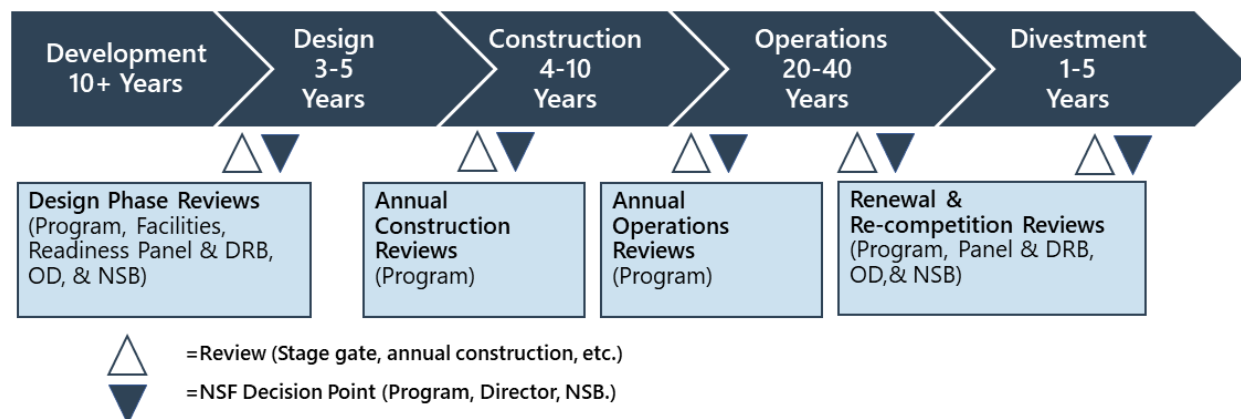 Development
10+ Years
Design
3-5
Years
Construction
4-10
Years
Operations
20-40
Years
Divestment
1-5
Years
Design Phase Reviews
(Program, Facilities,
Readiness Panel & DRB,
OD, & NSB)
Annual
Construction
Reviews
(Program)
Annual
Operations
Reviews
(Program)
Renewal &
Re-competition Reviews
(Program, Panel & DRB,
OD,& NSB)
=Review (Stage gate, annual construction, etc.)
=NSF Decision Point (Program, Director, NSB.)